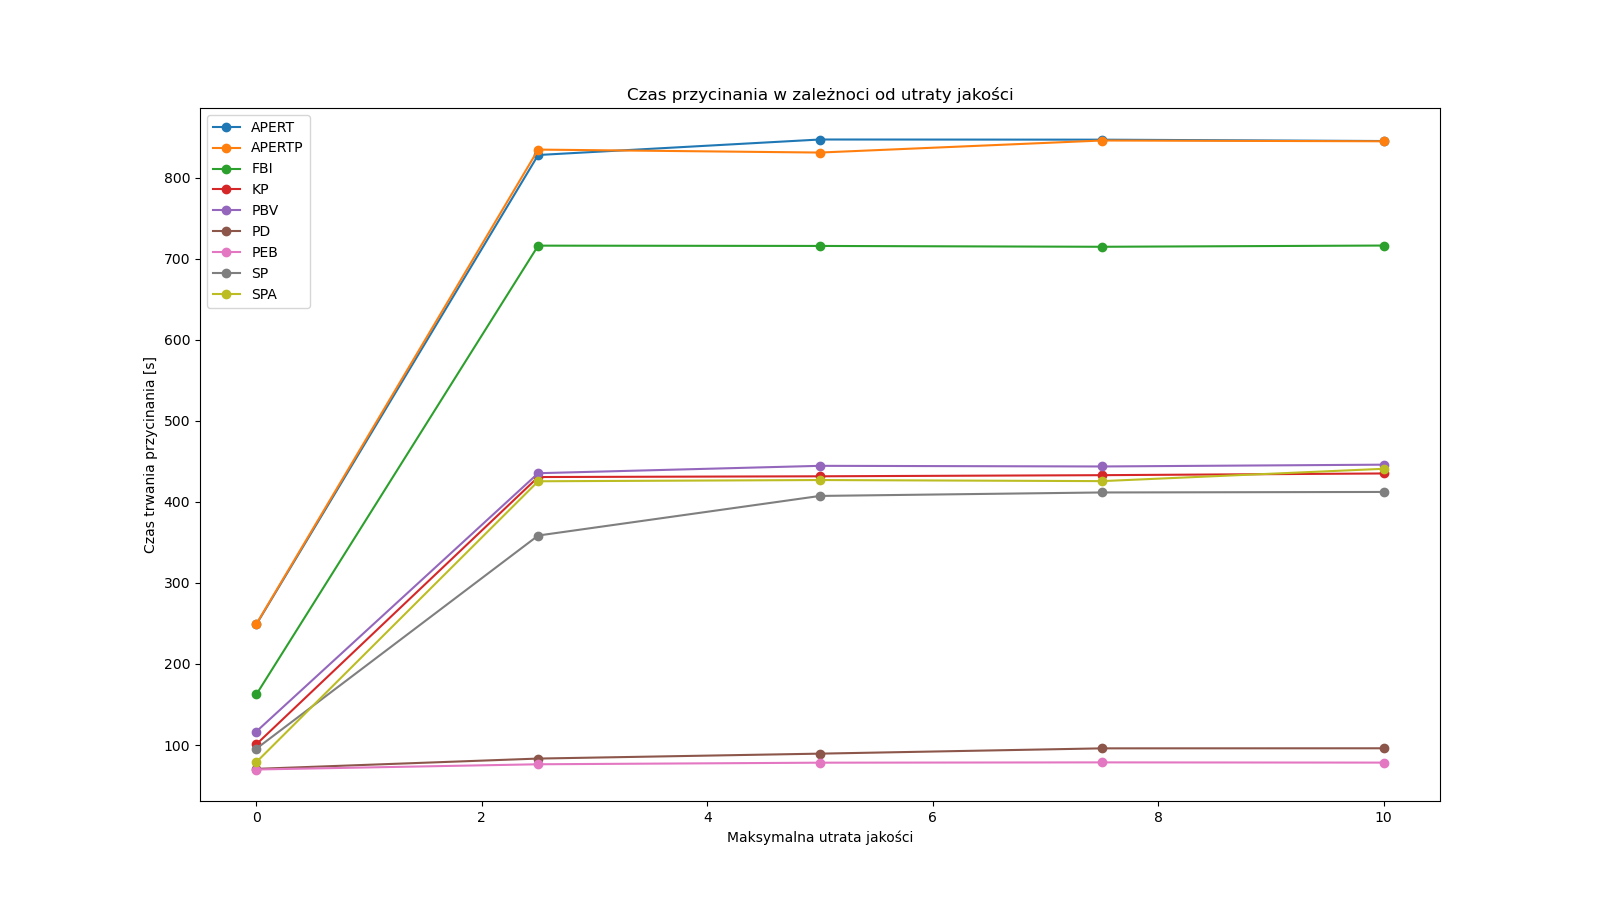 Czas przycinania w zależnoci od utraty jakości
APERT
APERTP
FBI
KP
PBV
PD
PEB
SP
SPA
Czas trwania przycinania [s]
800
700
600
500
400
300
200
100
0 2 4 6 8 10
Maksymalna utrata jakości